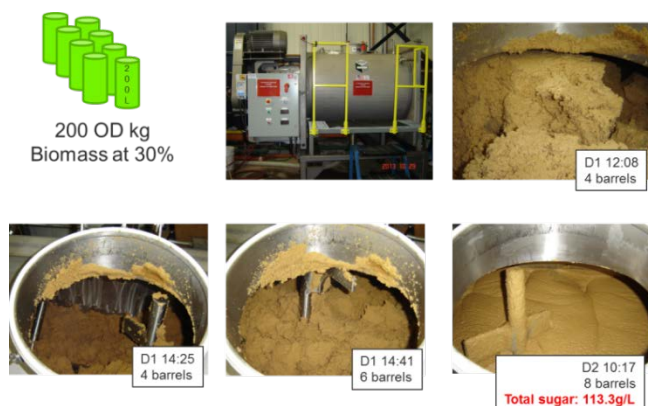 200L
200 OD kg
Biomass at 30%
D1 12:08
4 barrels
D1 14:25
4 barrels
D1 14:41
6 barrels
D2 10:17
8 barrels
Total sugar: 113.3g/L